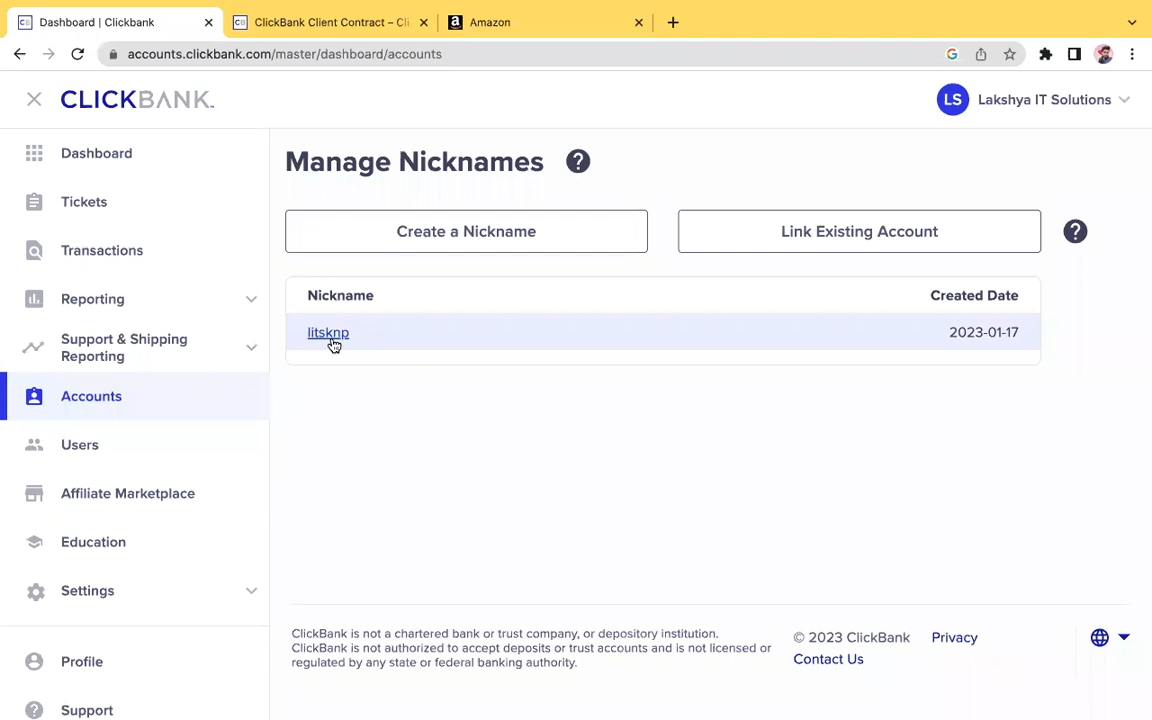 Dashboard | Clickbank
ClickBank Client Contract – Cli
Amazon
accounts.clickbank.com/master/dashboard/accounts
CLICKBANK
LS Lakshya IT Solutions
Dashboard
Tickets
Transactions
Reporting
Support & Shipping
Reporting
Accounts
Users
Affiliate Marketplace
Education
Settings
Profile
Support
Manage Nicknames ?
Create a Nickname
Link Existing Account ?
Nickname Created Date
litsknp 2023-01-17
ClickBank is not a chartered bank or trust company, or depository institution.
ClickBank is not authorized to accept deposits or trust accounts and is not licensed or
regulated by any state or federal banking authority.
© 2023 ClickBank Privacy
Contact Us